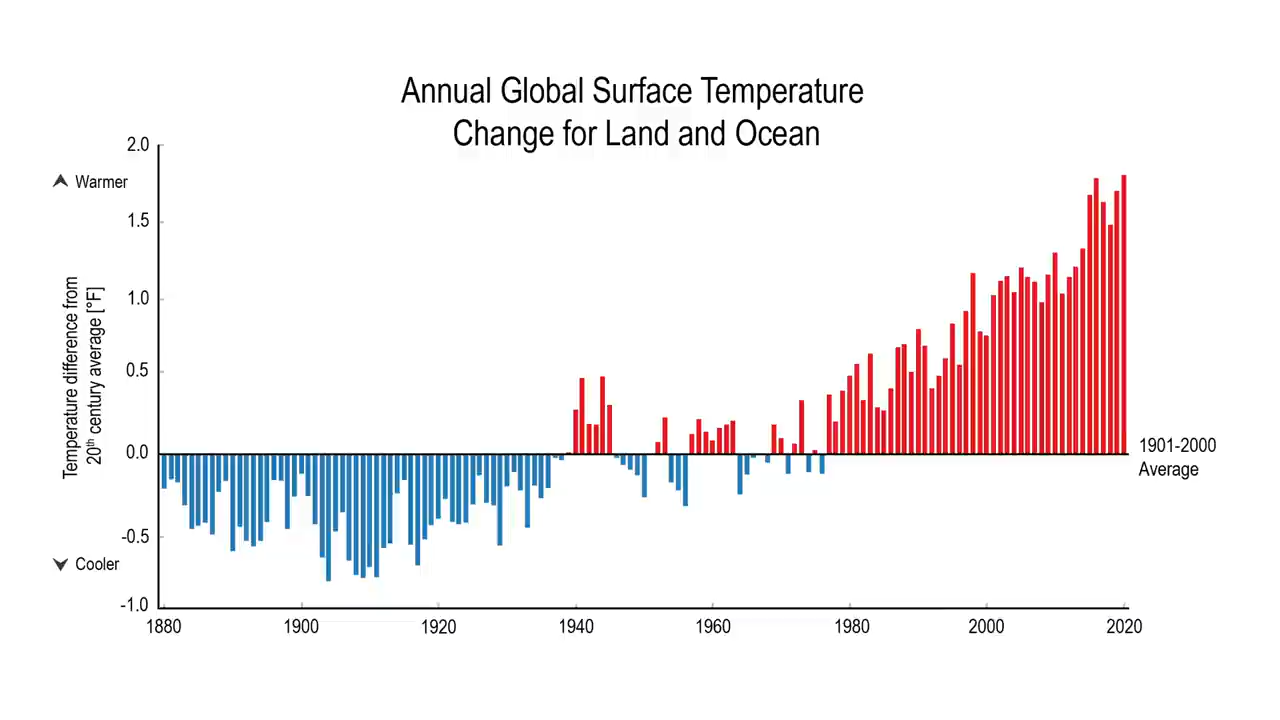 Annual Global Surface Temperature
Change for Land and Ocean
2.0
Warmer
1.5
1.0
0.5
0.0
-0.5
Cooler
-1.0
Temperature difference from
20th century average [°F]
1901-2000
Average
1880 1900 1920 1940 1960 1980 2000 2020